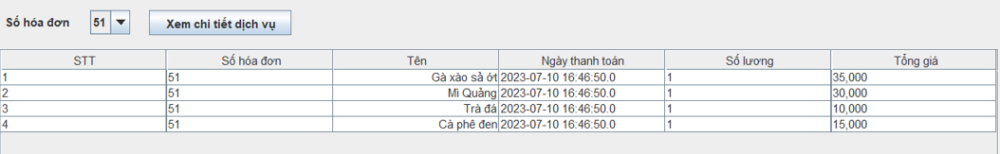 Số hóa đơn 51 Xem chi tiết dịch vụ
STT Số hóa đơn Tên Ngày thanh toán Số lương Tổng giá
1 51 Gà xào sả ớt 2023-07-10 16:46:50.0 1 35,000
2 51 Mì Quảng 2023-07-10 16:46:50.0 1 30,000
3 51 Trà đá 2023-07-10 16:46:50.0 1 10,000
4 51 Cà phê đen 2023-07-10 16:46:50.0 1 15,000